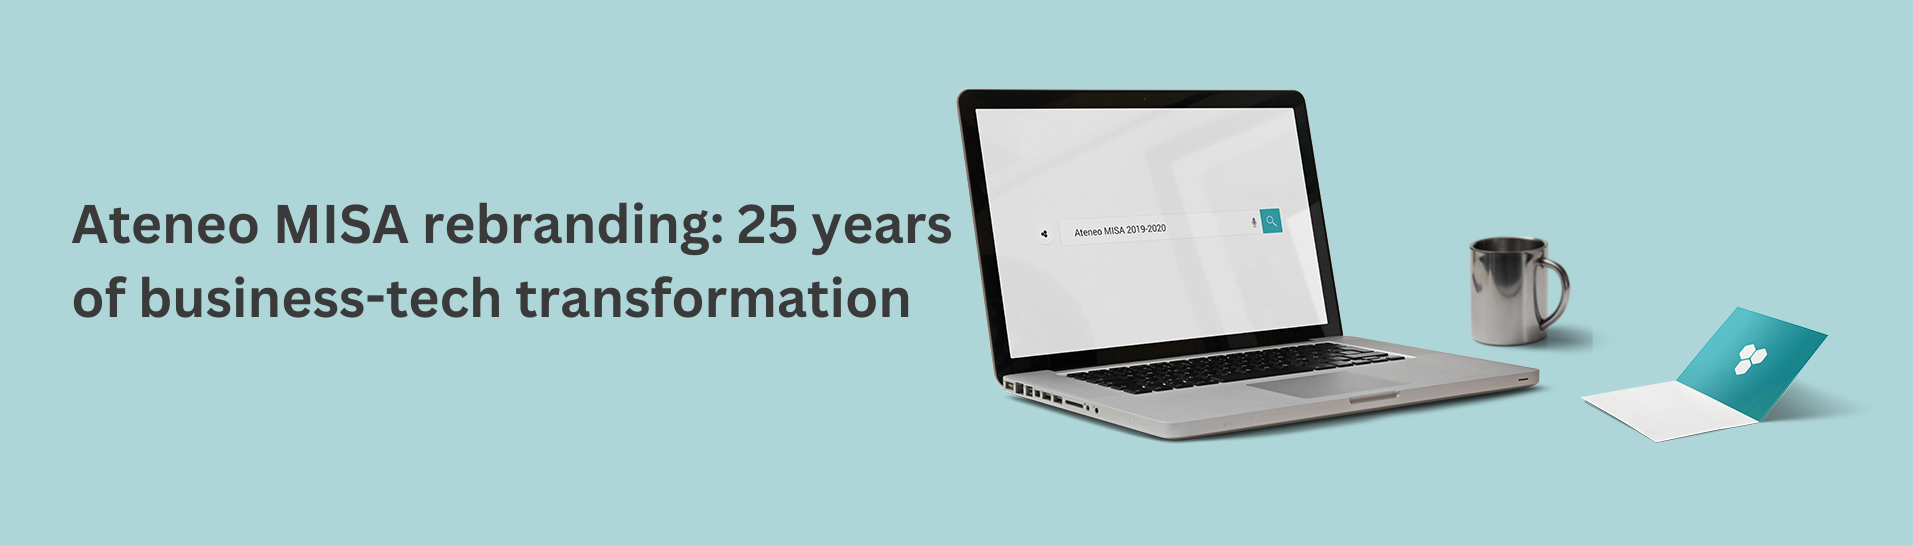 Ateneo MISA rebranding: 25 years
of business-tech transformation
Ateneo MISA 2019-2020